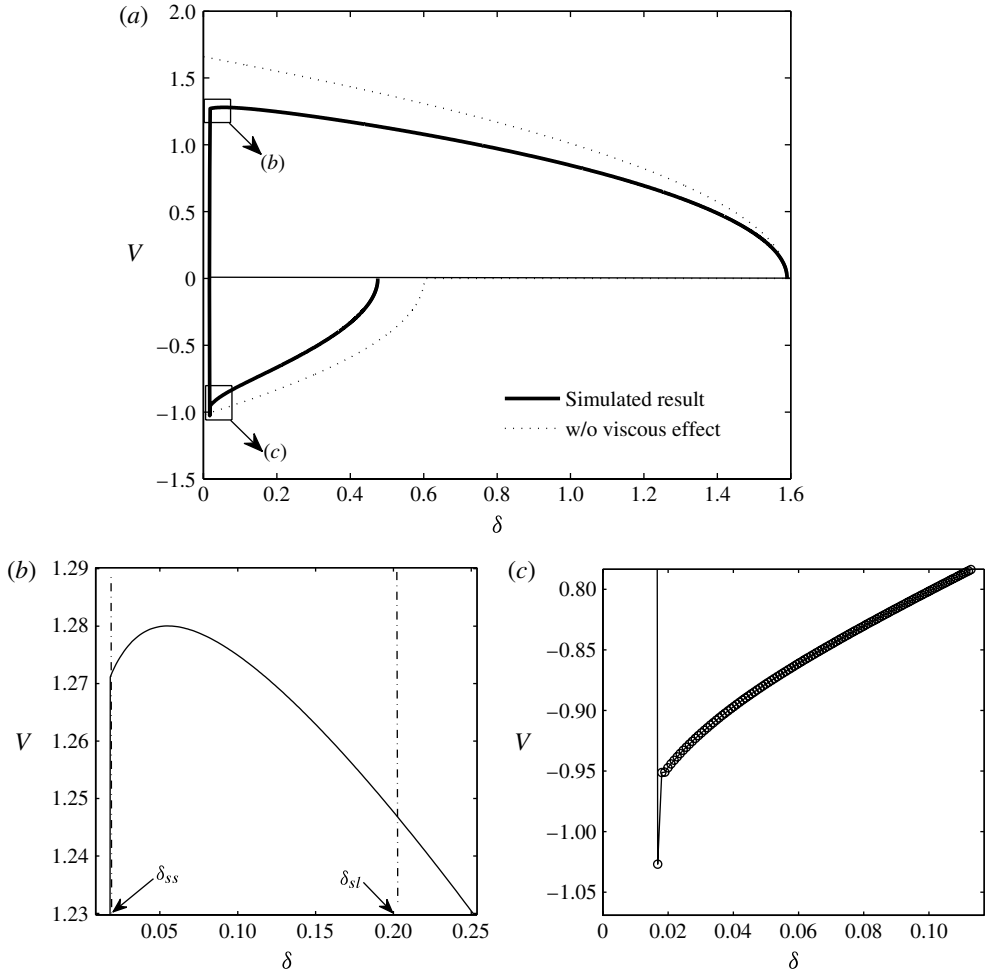 (a)
2.0
1.5
1.0
0.5
0
−0.5
−1.0
−1.5
V
(b)
(c)
Simulated result
w/o viscous effect
0 0.2 0.4 0.6 0.8 1.0 1.2 1.4 1.6
δ
(b)
1.29
1.28
1.27
1.26
1.25
1.24
1.23
V
δss
δsl
0.05 0.10 0.15 0.20 0.25
δ
(c)
0.80
−0.85
−0.90
−0.95
−1.00
−1.05
V
0 0.02 0.04 0.06 0.08 0.10
δ